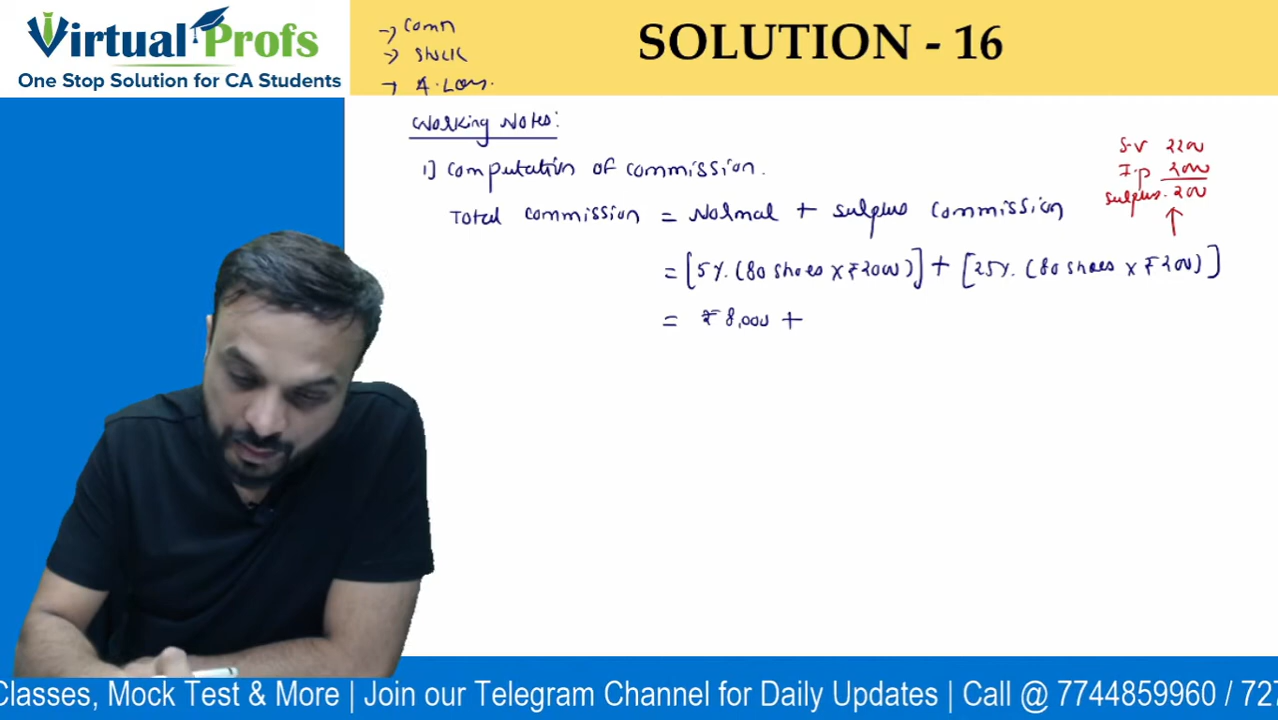 Virtual Profs
One Stop Solution for CA Students
→ Comn
→ Stock
→ A. Loss.
SOLUTION - 16
Working Notes:
1] Computation of commission.
Total commission = Normal + surplus commission
= [5%. (80 shoes x ₹2000)] + [25%. (80 shoes x ₹200)]
= ₹8,000 +
S.V 2200
I.p 2000
surplus. 200
Classes, Mock Test & More | Join our Telegram Channel for Daily Updates | Call @ 7744859960 / 727